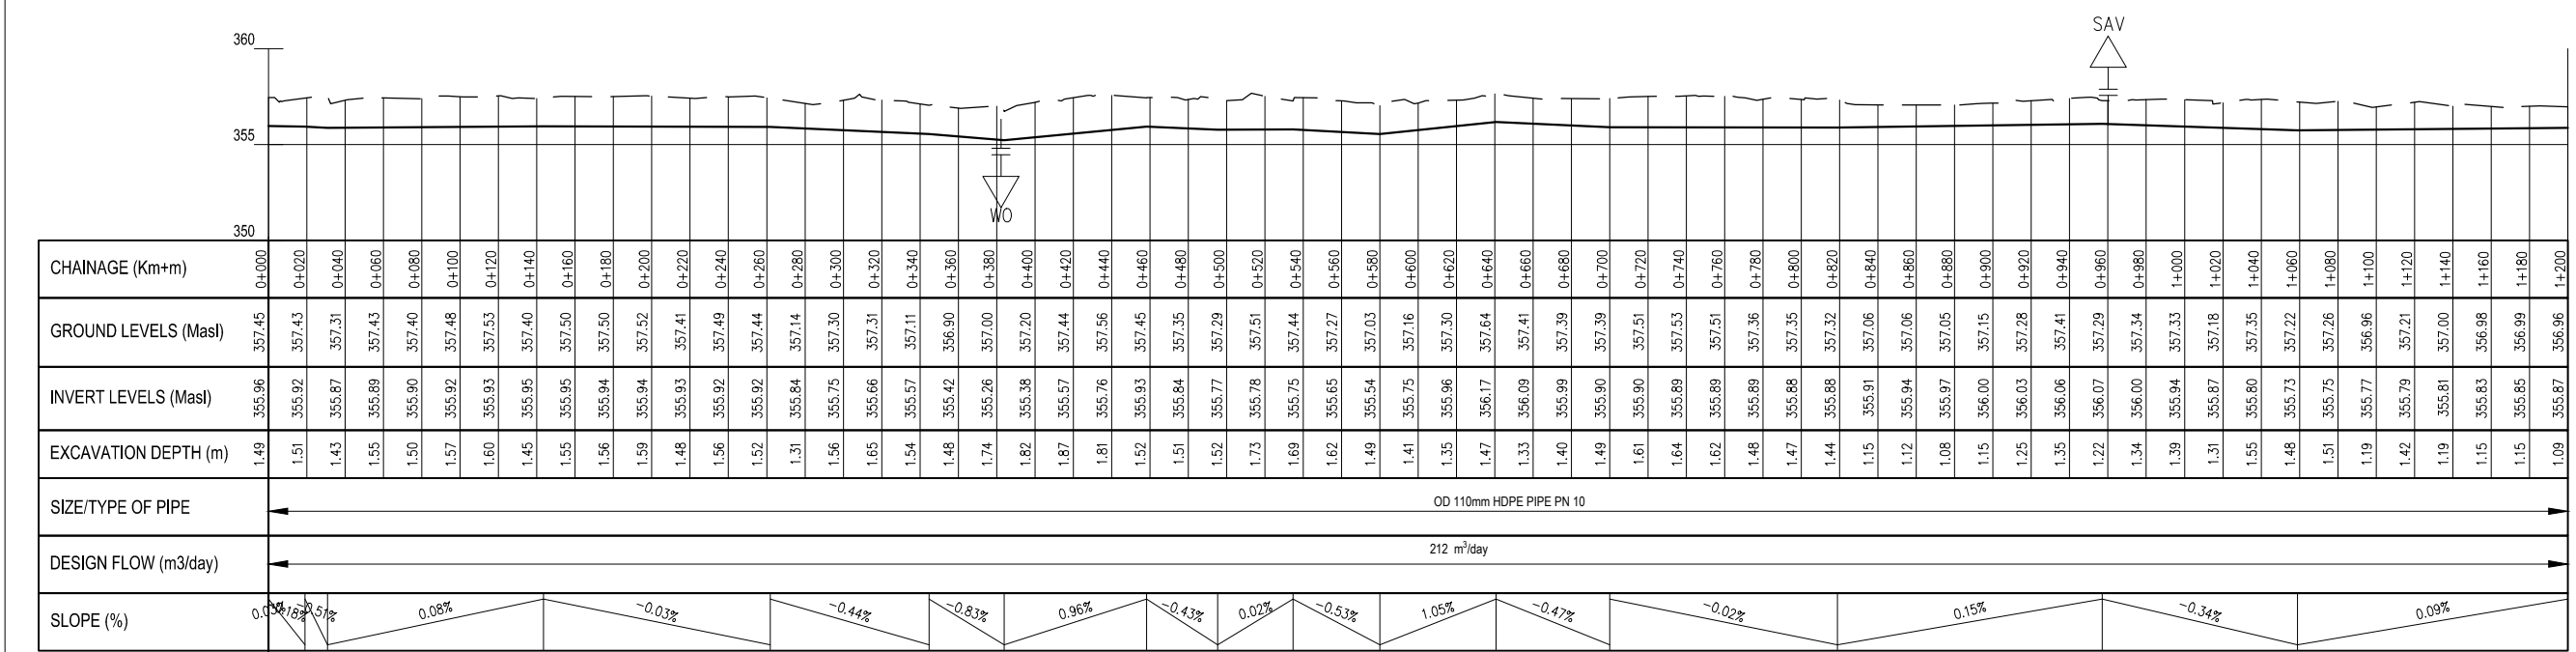 SAV
360
355
WO
350
CHAINAGE (Km+m) 0+000 0+020 0+040 0+060 0+080 0+100 0+120 0+140 0+160 0+180 0+200 0+220 0+240 0+260 0+280 0+300 0+320 0+340 0+360 0+380 0+400 0+420 0+440 0+460 0+480 0+500 0+520 0+540 0+560 0+580 0+600 0+620 0+640 0+660 0+680 0+700 0+720 0+740 0+760 0+780 0+800 0+820 0+840 0+860 0+880 0+900 0+920 0+940 0+960 0+980 1+000 1+020 1+040 1+060 1+080 1+100 1+120 1+140 1+160 1+180 1+200
GROUND LEVELS (Masl) 357.45 357.43 357.31 357.43 357.40 357.48 357.53 357.40 357.50 357.50 357.52 357.41 357.49 357.44 357.14 357.30 357.31 357.11 356.90 357.00 357.20 357.44 357.56 357.45 357.35 357.29 357.51 357.44 357.27 357.03 357.16 357.30 357.64 357.41 357.39 357.39 357.51 357.53 357.51 357.36 357.35 357.32 357.06 357.06 357.05 357.15 357.28 357.41 357.29 357.34 357.33 357.18 357.35 357.22 357.26 356.96 357.21 357.00 356.98 356.99 356.96
INVERT LEVELS (Masl) 355.96 355.92 355.87 355.89 355.90 355.92 355.93 355.95 355.95 355.94 355.94 355.93 355.92 355.92 355.84 355.75 355.66 355.57 355.42 355.26 355.38 355.57 355.76 355.93 355.84 355.77 355.78 355.75 355.65 355.54 355.75 355.96 356.17 356.09 355.99 355.90 355.90 355.89 355.89 355.89 355.88 355.88 355.91 355.94 355.97 356.00 356.03 356.06 356.07 356.00 355.94 355.87 355.80 355.73 355.75 355.77 355.79 355.81 355.83 355.85 355.87
EXCAVATION DEPTH (m) 1.49 1.51 1.43 1.55 1.50 1.57 1.60 1.45 1.55 1.56 1.59 1.48 1.56 1.52 1.31 1.56 1.65 1.54 1.48 1.74 1.82 1.87 1.81 1.52 1.51 1.52 1.73 1.69 1.62 1.49 1.41 1.35 1.47 1.33 1.40 1.49 1.61 1.64 1.62 1.48 1.47 1.44 1.15 1.12 1.08 1.15 1.25 1.35 1.22 1.34 1.39 1.31 1.55 1.48 1.51 1.19 1.42 1.19 1.15 1.15 1.09
SIZE/TYPE OF PIPE OD 110mm HDPE PIPE PN 10
DESIGN FLOW (m3/day) 212 m³/day
SLOPE (%) -0.51% 0.08% -0.03% -0.44% -0.83% 0.96% -0.43% 0.02% -0.53% 1.05% -0.47% -0.02% 0.15% -0.34% 0.09%